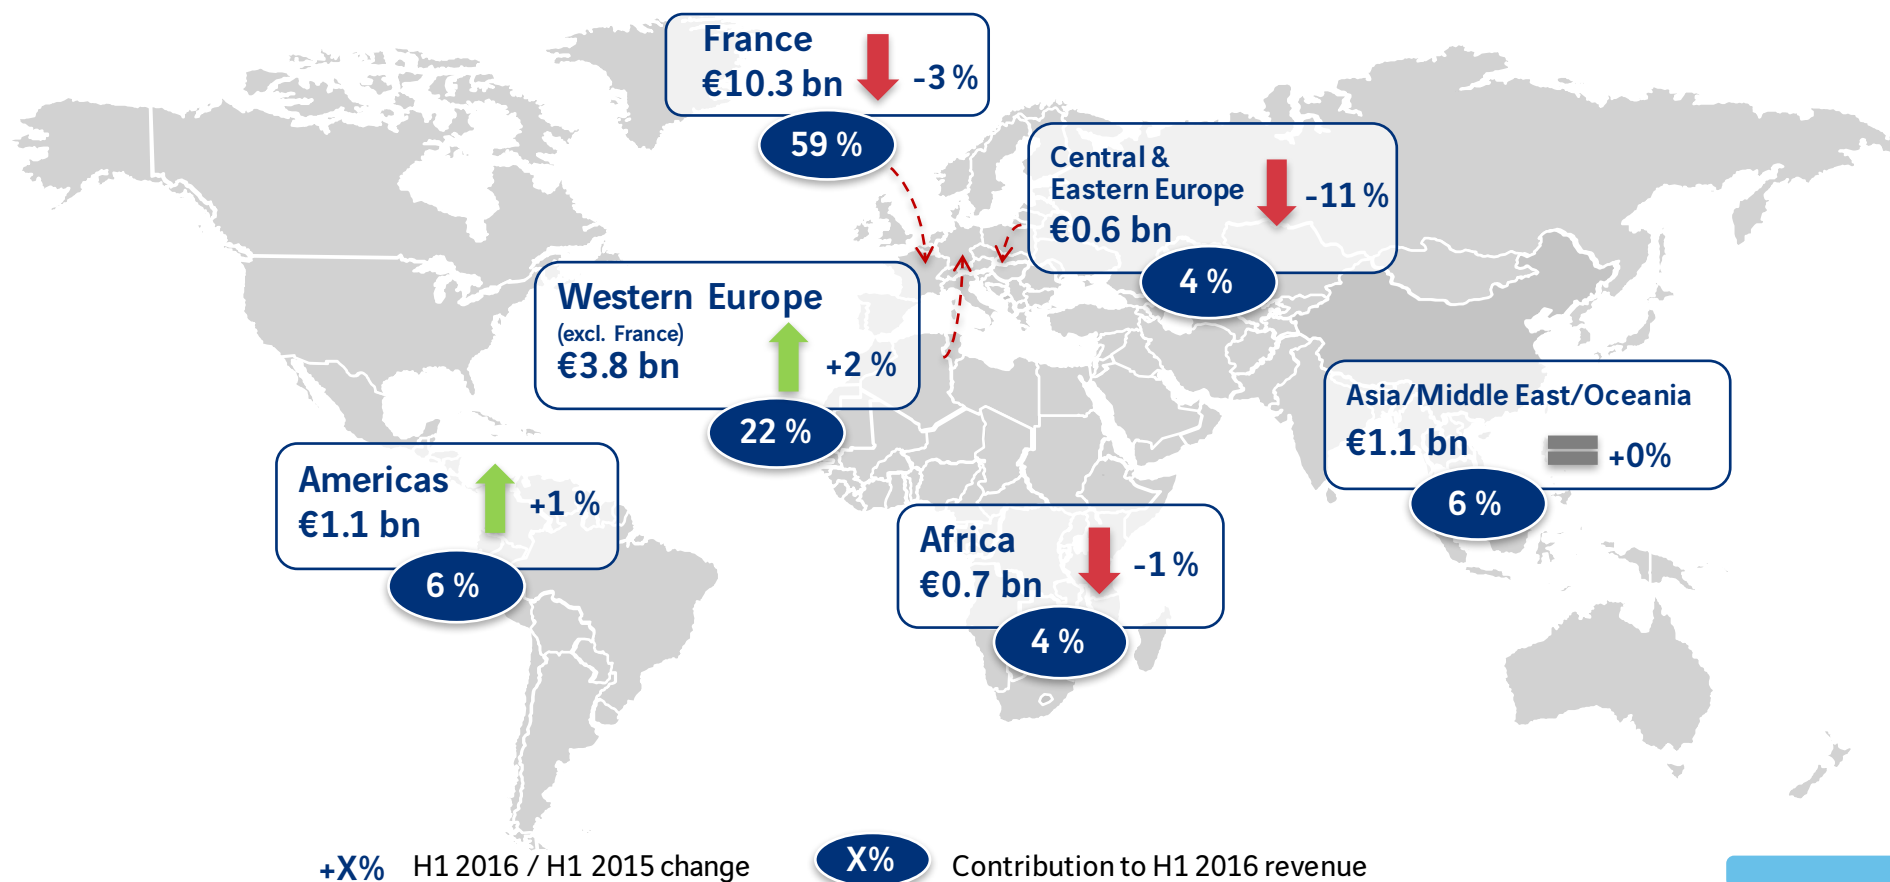 France
€10.3 bn
-3 %
59 %
Central &
Eastern Europe
€0.6 bn
-11 %
4 %
Western Europe
(excl. France)
€3.8 bn
+2 %
22 %
Asia/Middle East/Oceania
€1.1 bn
+0%
6 %
Americas
€1.1 bn
+1 %
6 %
Africa
€0.7 bn
-1 %
4 %
+X% H1 2016 / H1 2015 change
X% Contribution to H1 2016 revenue